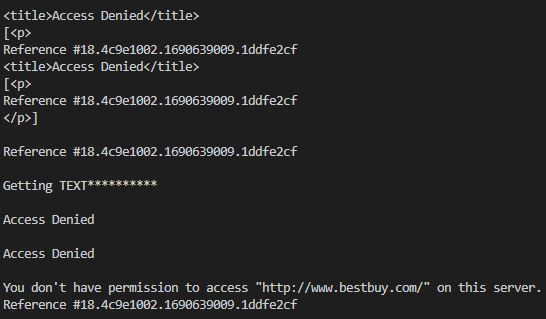 <title>Access Denied</title>
[<p>
Reference #18.4c9e1002.1690639009.1ddfe2cf
<title>Access Denied</title>
[<p>
Reference #18.4c9e1002.1690639009.1ddfe2cf
</p>]
Reference #18.4c9e1002.1690639009.1ddfe2cf
Getting TEXT**********
Access Denied
Access Denied
You don't have permission to access "http://www.bestbuy.com/" on this server.
Reference #18.4c9e1002.1690639009.1ddfe2cf